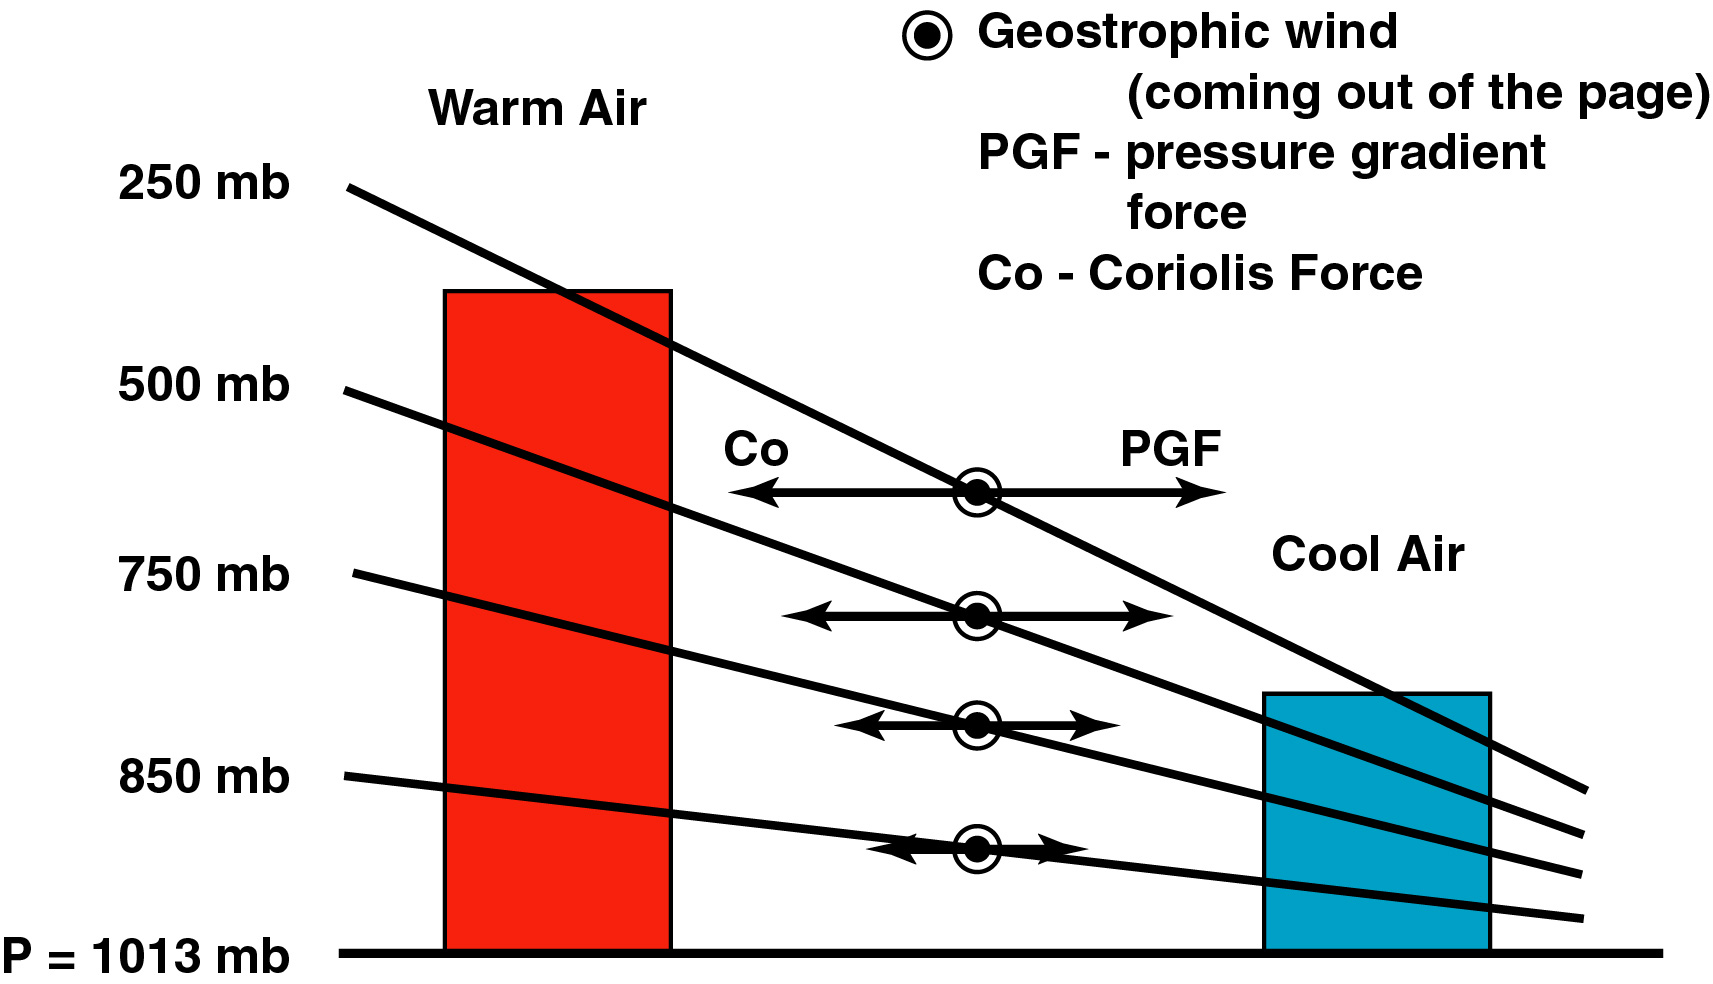 Geostrophic wind
(coming out of the page)
PGF - pressure gradient
force
Co - Coriolis Force
Warm Air
250 mb
500 mb
Co
PGF
Cool Air
750 mb
850 mb
P = 1013 mb